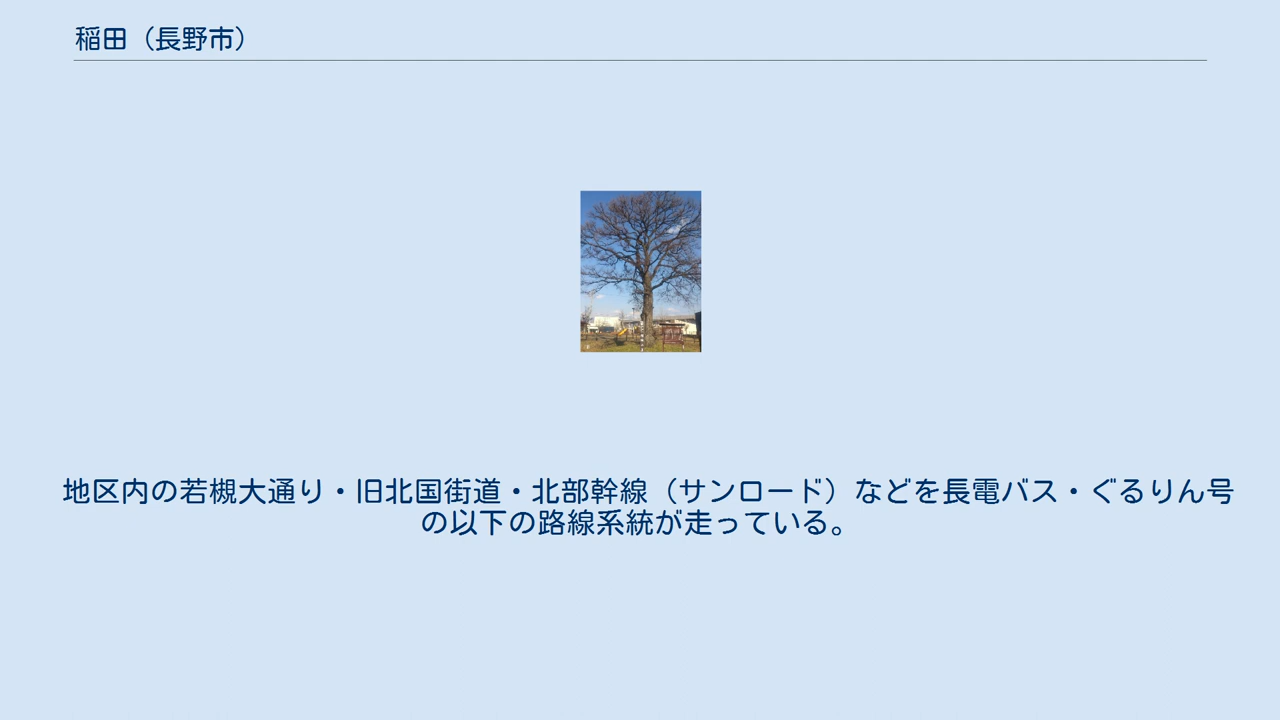 稲田（長野市）
地区内の若槻大通り・旧北国街道・北部幹線（サンロード）などを長電バス・ぐるりん号
の以下の路線系統が走っている。